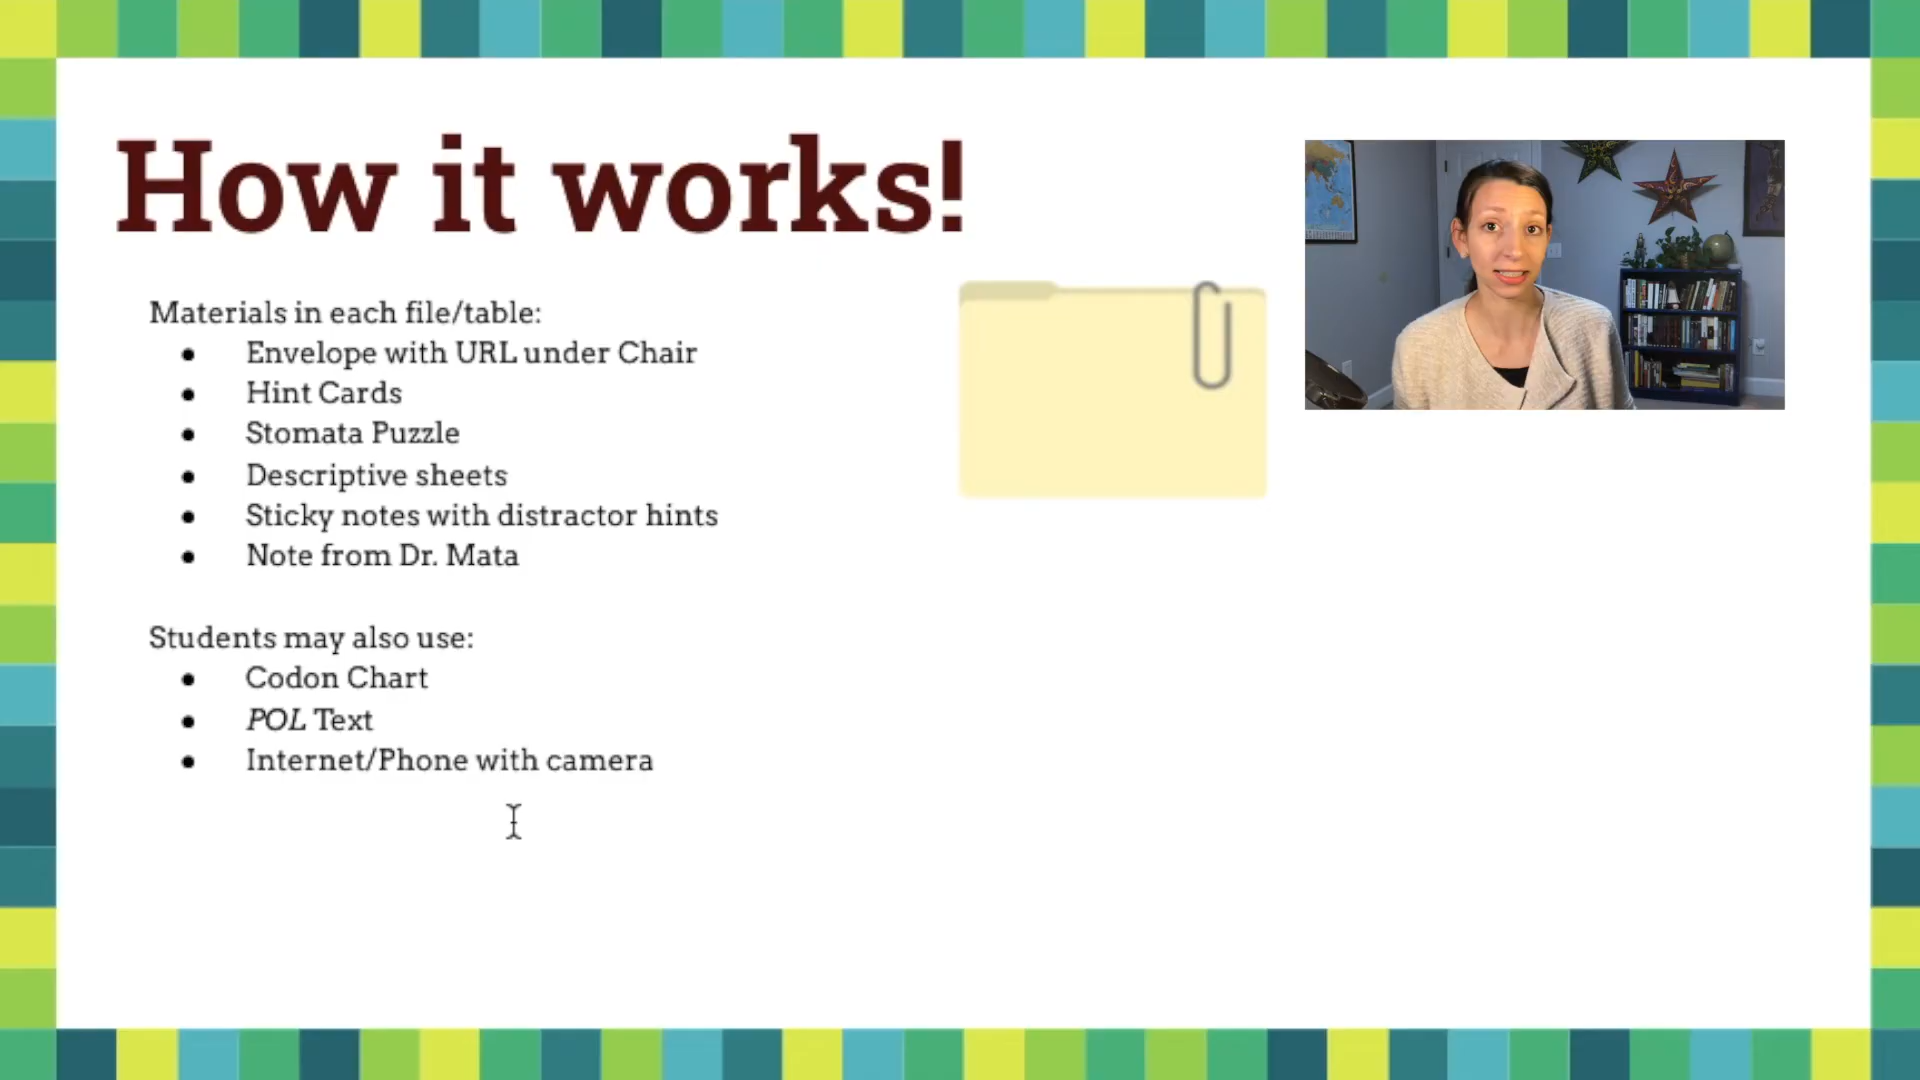 How it works!
Materials in each file/table:
● Envelope with URL under Chair
● Hint Cards
● Stomata Puzzle
● Descriptive sheets
● Sticky notes with distractor hints
● Note from Dr. Mata
Students may also use:
● Codon Chart
● POL Text
● Internet/Phone with camera